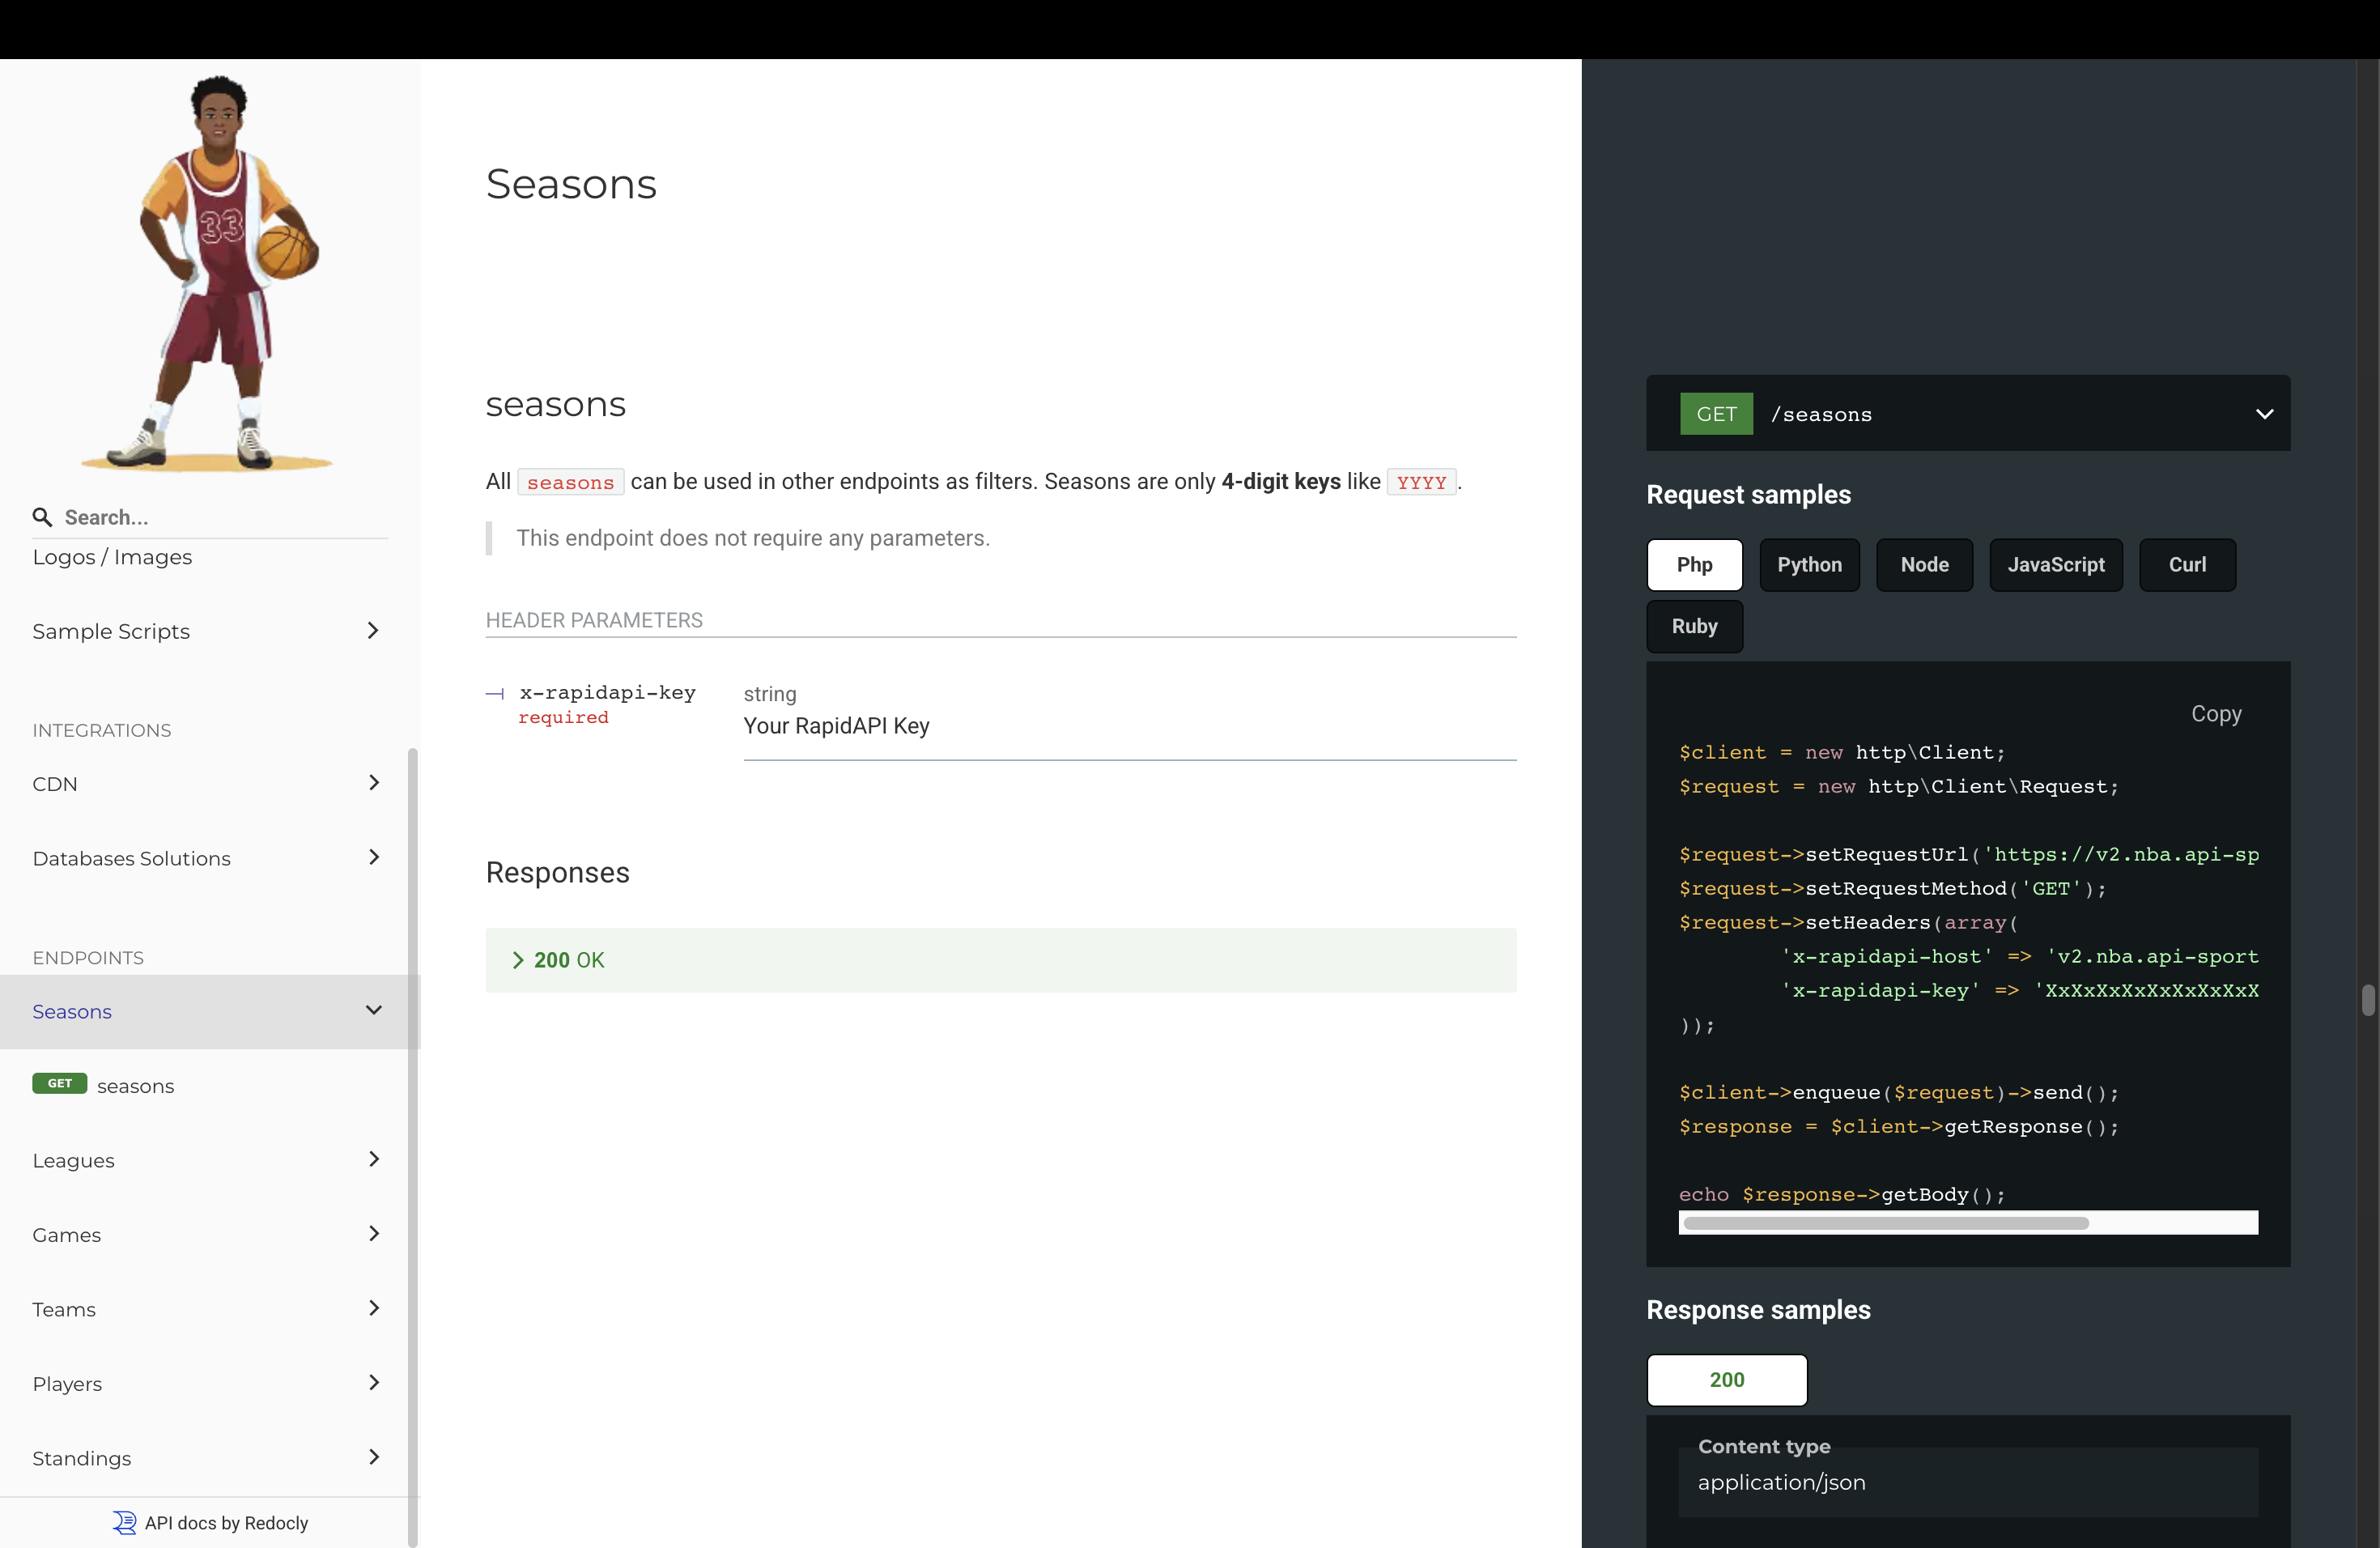 33
Search...
Logos / Images
Sample Scripts
INTEGRATIONS
CDN
Databases Solutions
ENDPOINTS
Seasons
GET seasons
Leagues
Games
Teams
Players
Standings
API docs by Redocly
Seasons
seasons
All seasons can be used in other endpoints as filters. Seasons are only 4-digit keys like YYYY.
This endpoint does not require any parameters.
HEADER PARAMETERS
x-rapidapi-key string
required Your RapidAPI Key
Responses
200 OK
GET /seasons
Request samples
Php Python Node JavaScript Curl
Ruby
Copy
$client = new http\Client;
$request = new http\Client\Request;
$request->setRequestUrl('https://v2.nba.api-sp
$request->setRequestMethod('GET');
$request->setHeaders(array(
'x-rapidapi-host' => 'v2.nba.api-sport
'x-rapidapi-key' => 'XxXxXxXxXxXxXxXxX
));
$client->enqueue($request)->send();
$response = $client->getResponse();
echo $response->getBody();
Response samples
200
Content type
application/json